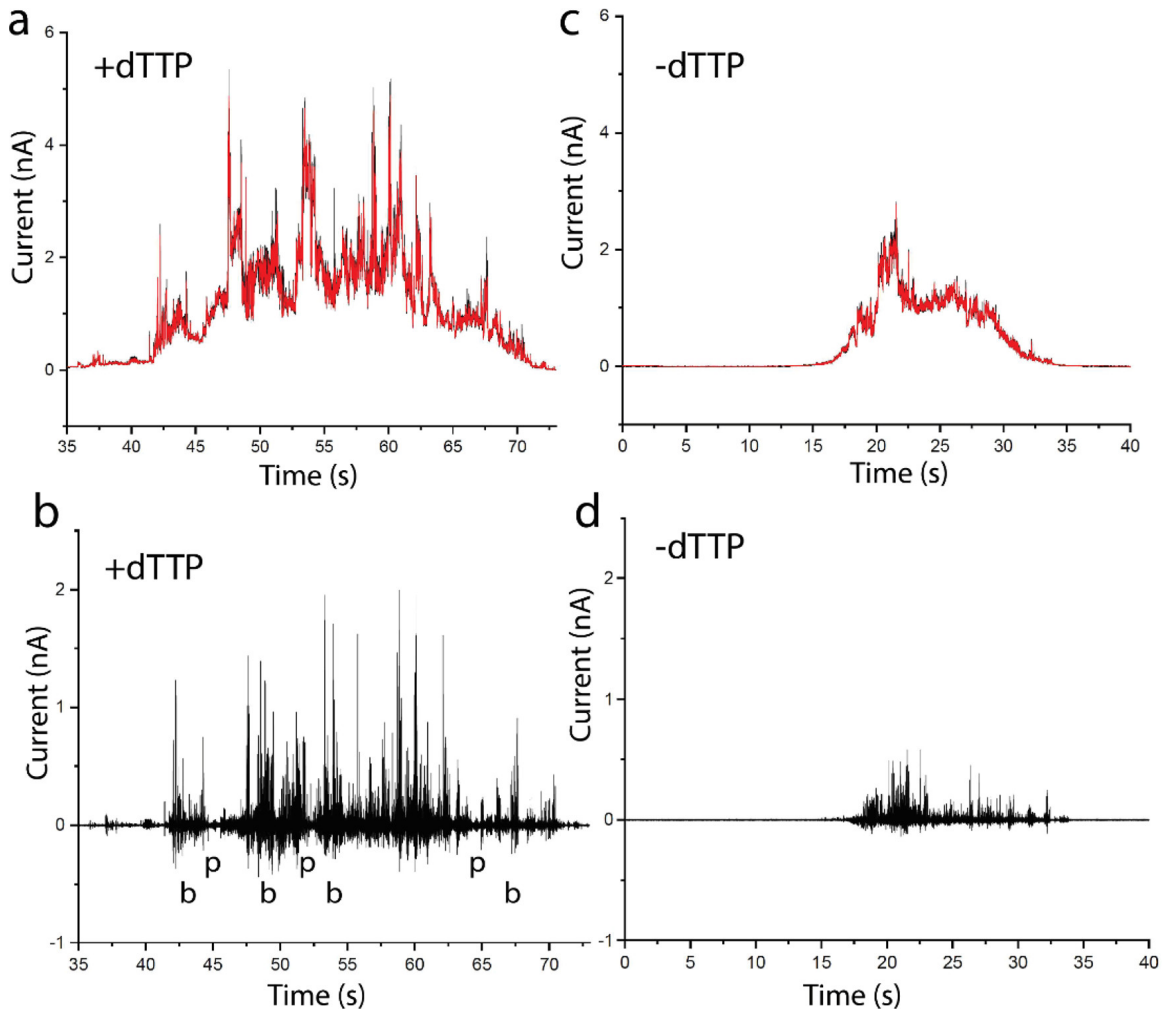 a
+dTTP
Current (nA)
6
4
2
0
35 40 45 50 55 60 65 70
Time (s)
c
-dTTP
Current (nA)
6
4
2
0
0 5 10 15 20 25 30 35 40
Time (s)
b
+dTTP
Current (nA)
2
1
0
-1
p p p
b b b b
35 40 45 50 55 60 65 70
Time (s)
d
-dTTP
Current (nA)
2
1
0
-1
0 5 10 15 20 25 30 35 40
Time (s)